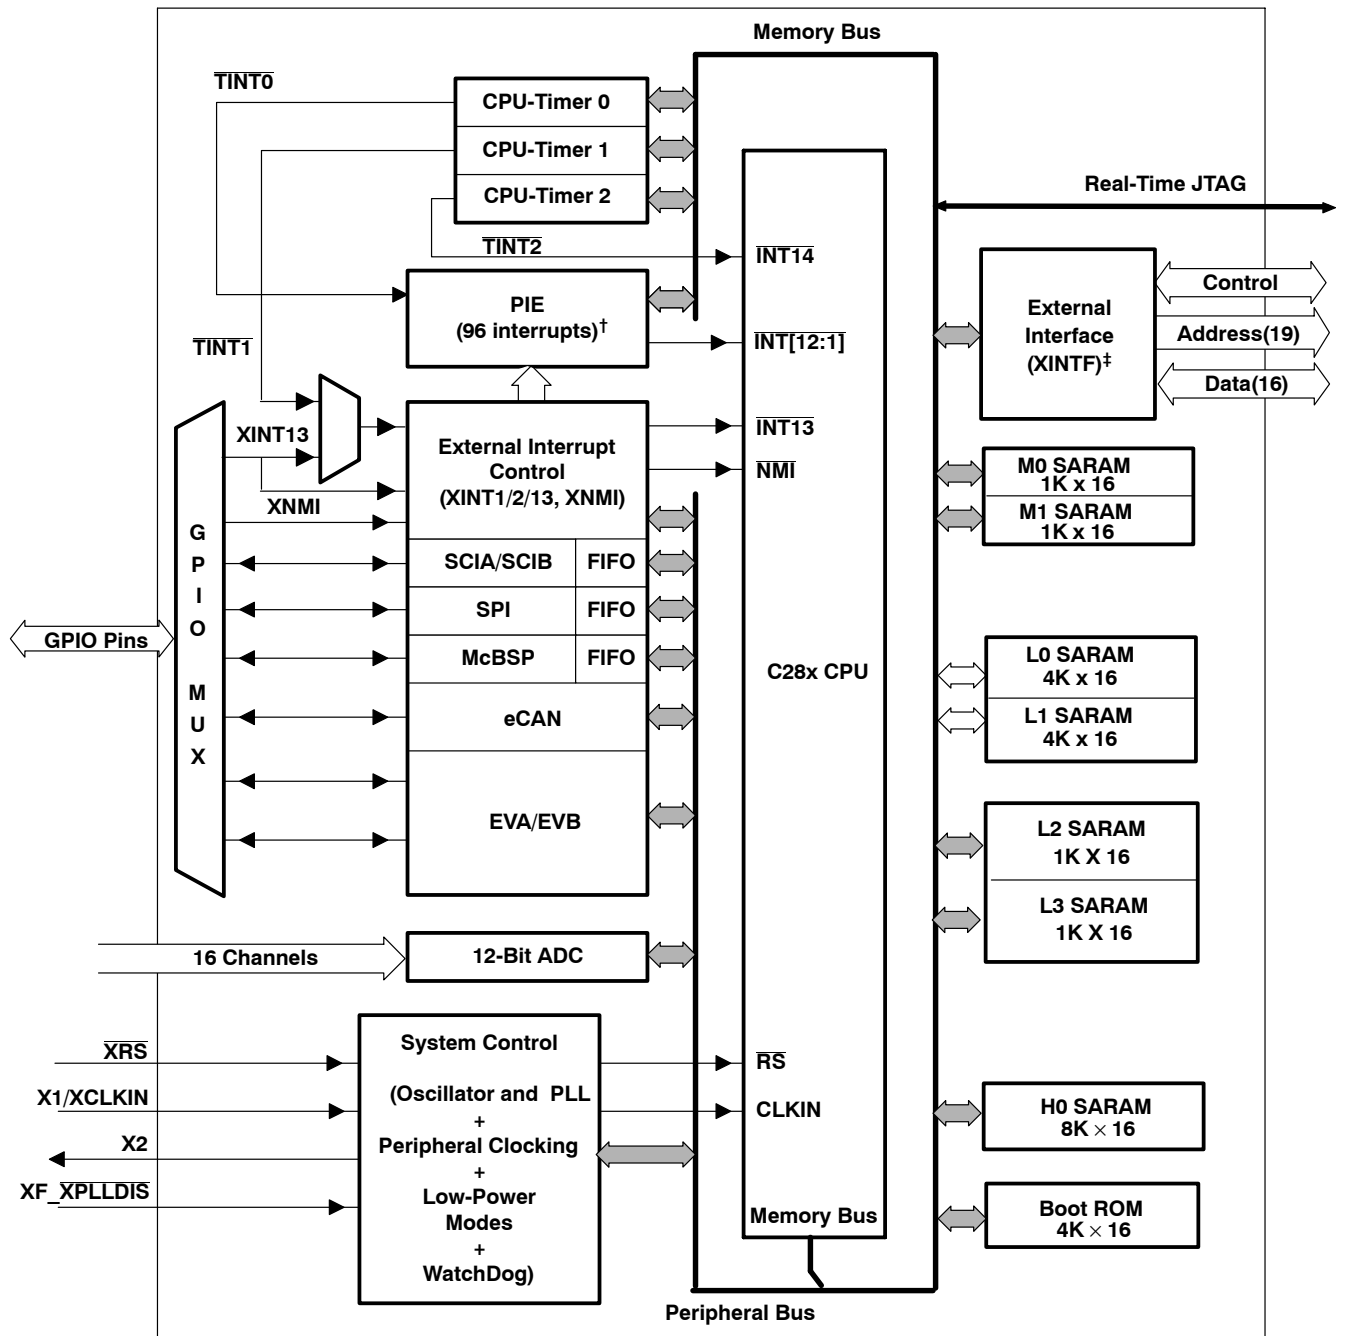 Memory Bus
TINT0
CPU-Timer 0
CPU-Timer 1
CPU-Timer 2
Real-Time JTAG
TINT2
INT14
PIE
(96 interrupts)†
INT[12:1]
TINT1
External
Interface
(XINTF)‡
Control
Address(19)
Data(16)
XINT13
External Interrupt
Control
(XINT1/2/13, XNMI)
INT13
NMI
XNMI
M0 SARAM
1K x 16
M1 SARAM
1K x 16
GPIO MUX
SCIA/SCIB
FIFO
SPI
FIFO
McBSP
FIFO
GPIO Pins
eCAN
EVA/EVB
C28x CPU
L0 SARAM
4K x 16
L1 SARAM
4K x 16
L2 SARAM
1K X 16
L3 SARAM
1K X 16
16 Channels
12-Bit ADC
System Control
(Oscillator and PLL
+
Peripheral Clocking
+
Low-Power
Modes
+
WatchDog)
XRS
X1/XCLKIN
X2
XF_XPLLDIS
RS
CLKIN
H0 SARAM
8K × 16
Boot ROM
4K × 16
Memory Bus
Peripheral Bus